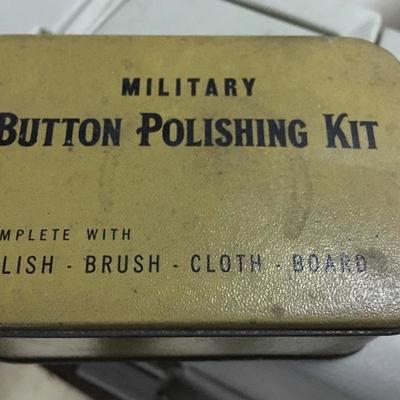 MILITARY
BUTTON POLISHING KIT
MPLETE WITH
LISH - BRUSH - CLOTH - BOARD